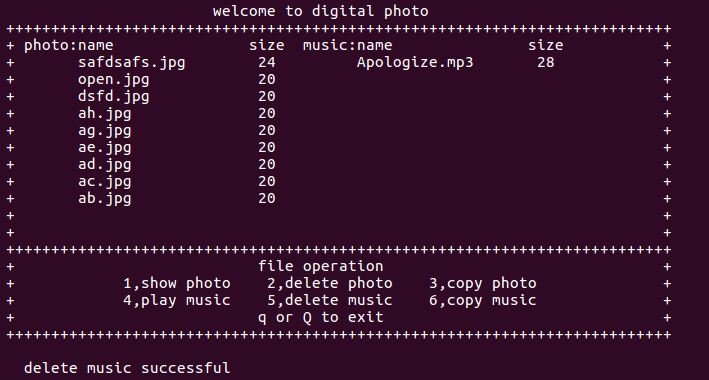 welcome to digital photo
++++++++++++++++++++++++++++++++++++++++++++++++++++++++++++++++++++++++++
+ photo:name               size  music:name               size           +
+       safdsafs.jpg        24         Apologize.mp3       28            +
+       open.jpg            20                                           +
+       dsfd.jpg            20                                           +
+       ah.jpg              20                                           +
+       ag.jpg              20                                           +
+       ae.jpg              20                                           +
+       ad.jpg              20                                           +
+       ac.jpg              20                                           +
+       ab.jpg              20                                           +
+                                                                        +
+                                                                        +
++++++++++++++++++++++++++++++++++++++++++++++++++++++++++++++++++++++++++
+                           file operation                               +
+            1,show photo    2,delete photo    3,copy photo              +
+            4,play music    5,delete music    6,copy music              +
+                           q or Q to exit                               +
++++++++++++++++++++++++++++++++++++++++++++++++++++++++++++++++++++++++++
delete music successful